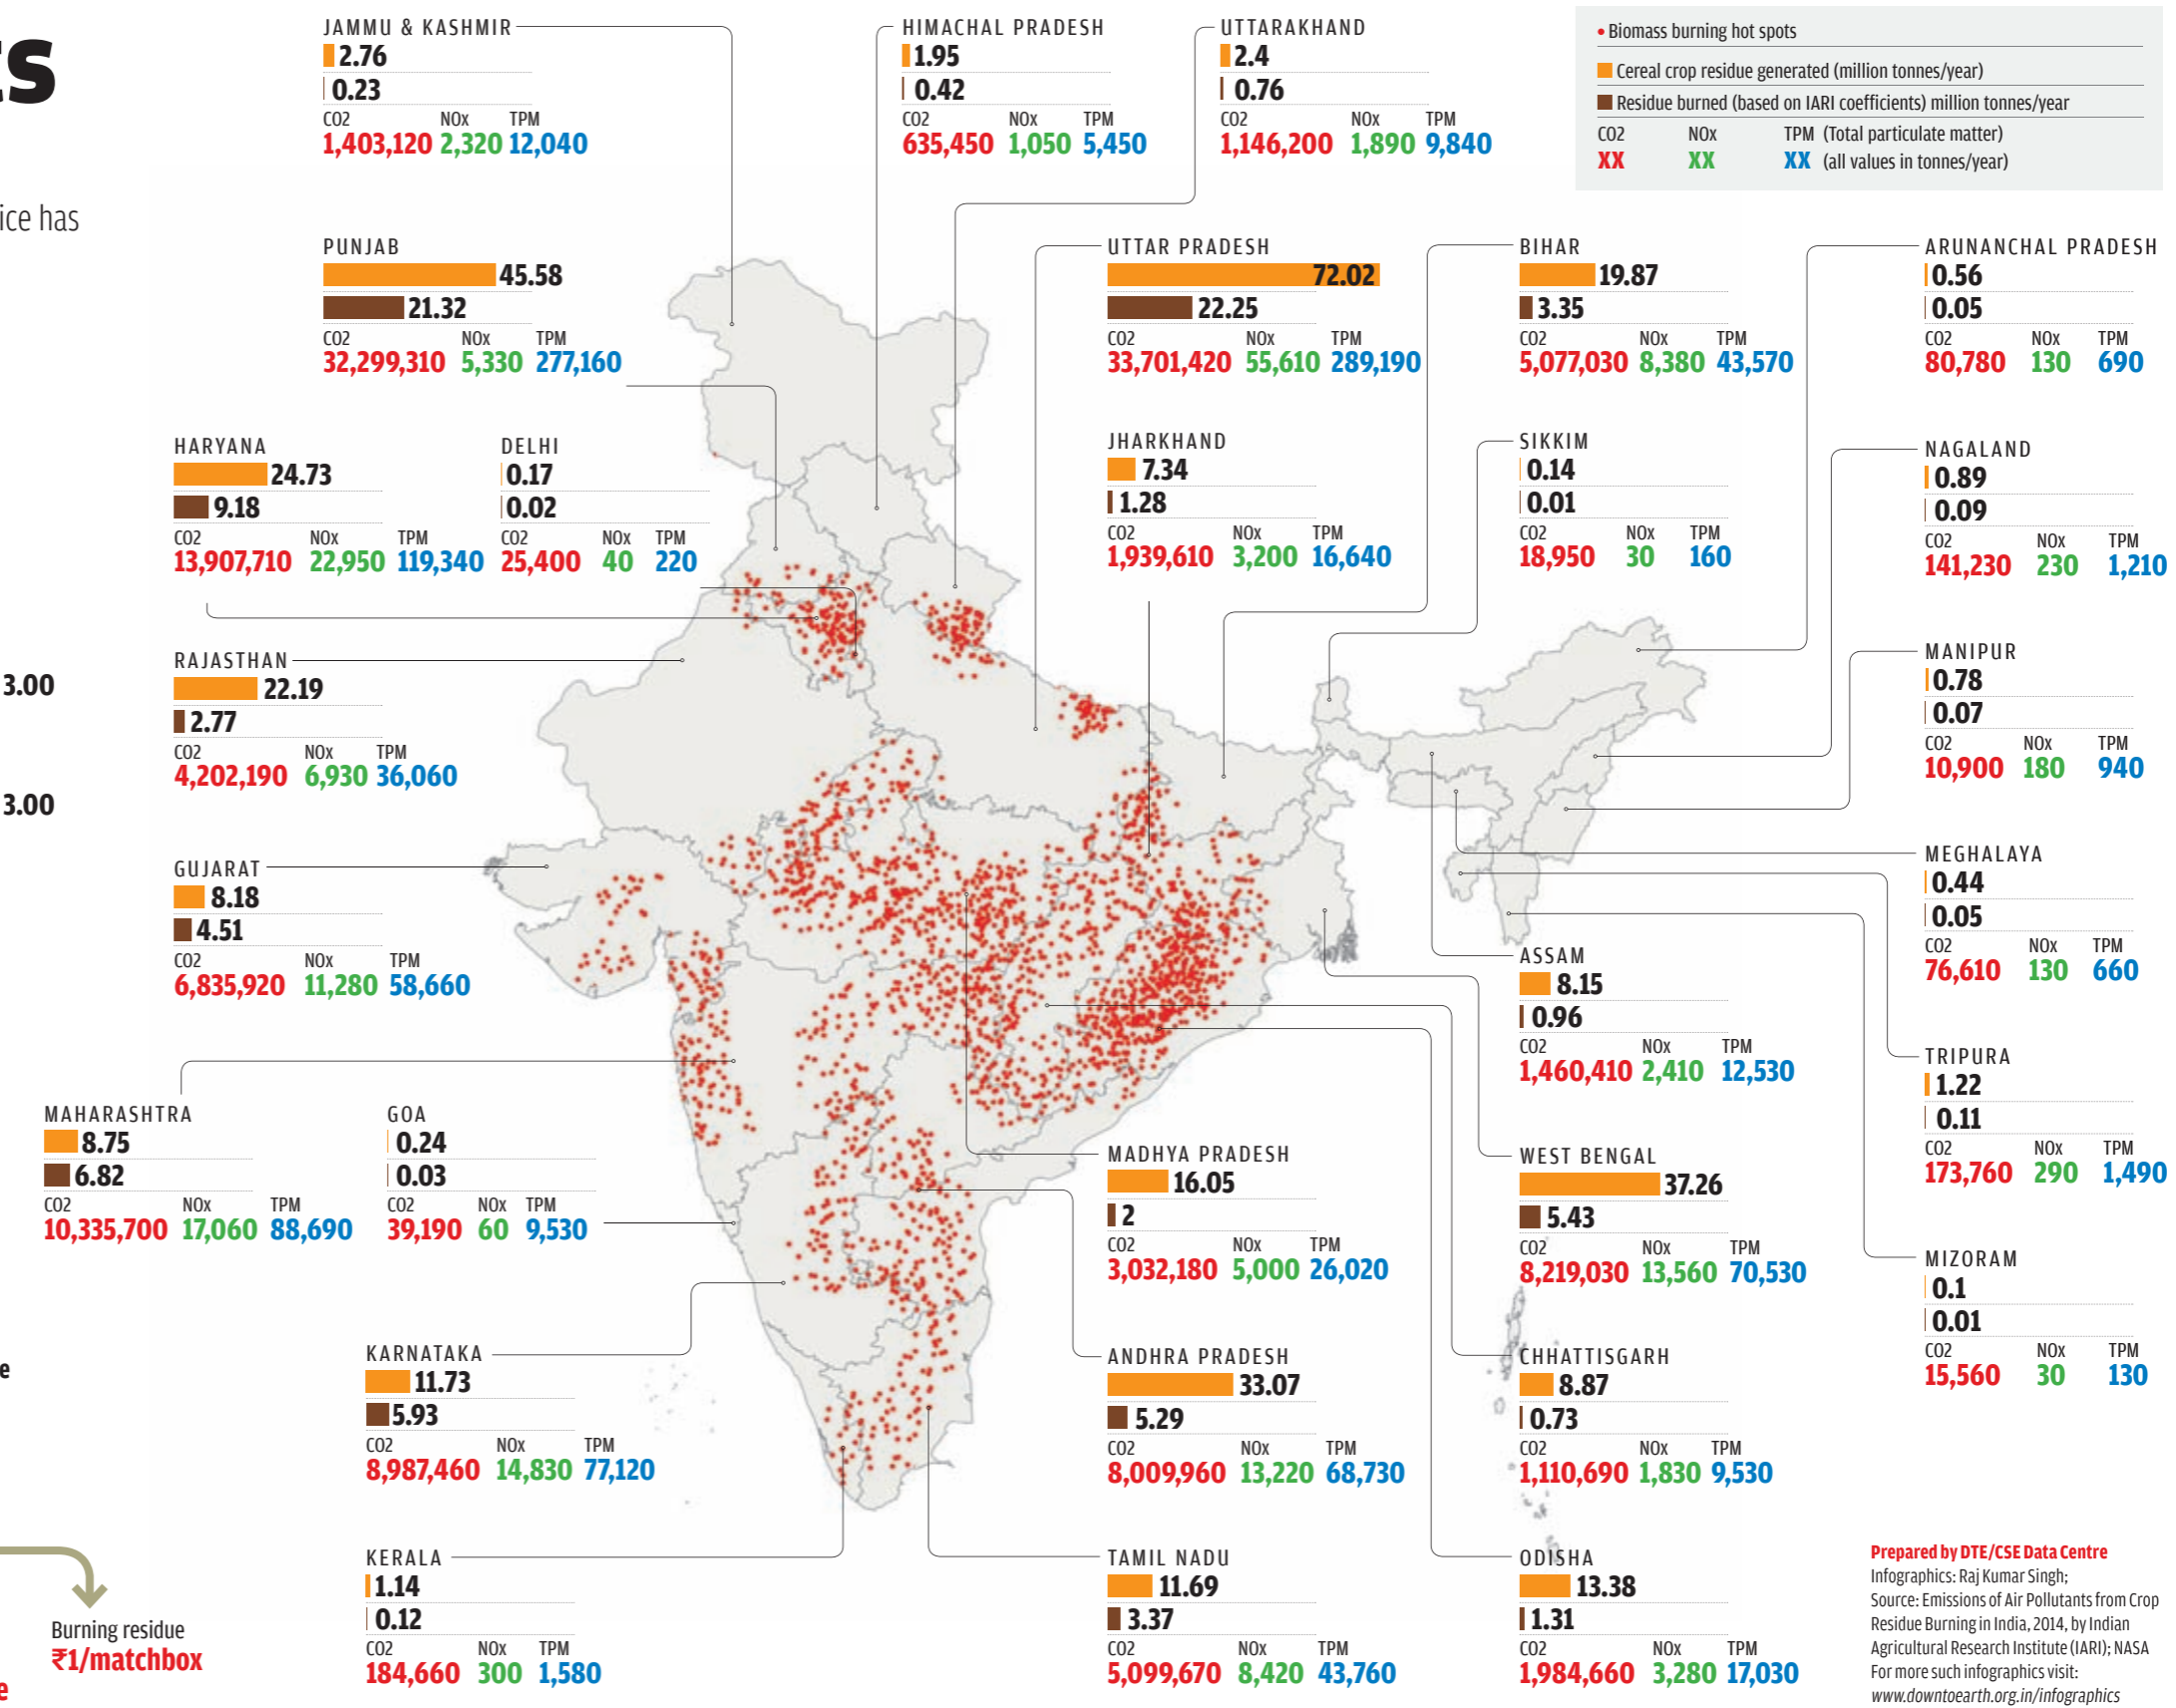 ts
ice has
3.00
3.00
e
Burning residue
₹1/matchbox
e
JAMMU & KASHMIR
2.76
0.23
CO2 NOx TPM
1,403,120 2,320 12,040
HIMACHAL PRADESH
1.95
0.42
CO2 NOx TPM
635,450 1,050 5,450
UTTARAKHAND
2.4
0.76
CO2 NOx TPM
1,146,200 1,890 9,840
Biomass burning hot spots
Cereal crop residue generated (million tonnes/year)
Residue burned (based on IARI coefficients) million tonnes/year
CO2 NOx TPM (Total particulate matter)
XX XX XX (all values in tonnes/year)
PUNJAB
45.58
21.32
CO2 NOx TPM
32,299,310 5,330 277,160
UTTAR PRADESH
72.02
22.25
CO2 NOx TPM
33,701,420 55,610 289,190
BIHAR
19.87
3.35
CO2 NOx TPM
5,077,030 8,380 43,570
ARUNANCHAL PRADESH
0.56
0.05
CO2 NOx TPM
80,780 130 690
HARYANA
24.73
9.18
CO2 NOx TPM
13,907,710 22,950 119,340
DELHI
0.17
0.02
CO2 NOx TPM
25,400 40 220
JHARKHAND
7.34
1.28
CO2 NOx TPM
1,939,610 3,200 16,640
SIKKIM
0.14
0.01
CO2 NOx TPM
18,950 30 160
NAGALAND
0.89
0.09
CO2 NOx TPM
141,230 230 1,210
RAJASTHAN
22.19
2.77
CO2 NOx TPM
4,202,190 6,930 36,060
MANIPUR
0.78
0.07
CO2 NOx TPM
10,900 180 940
GUJARAT
8.18
4.51
CO2 NOx TPM
6,835,920 11,280 58,660
MEGHALAYA
0.44
0.05
CO2 NOx TPM
76,610 130 660
ASSAM
8.15
0.96
CO2 NOx TPM
1,460,410 2,410 12,530
TRIPURA
1.22
0.11
CO2 NOx TPM
173,760 290 1,490
MAHARASHTRA
8.75
6.82
CO2 NOx TPM
10,335,700 17,060 88,690
GOA
0.24
0.03
CO2 NOx TPM
39,190 60 9,530
MADHYA PRADESH
16.05
2
CO2 NOx TPM
3,032,180 5,000 26,020
WEST BENGAL
37.26
5.43
CO2 NOx TPM
8,219,030 13,560 70,530
MIZORAM
0.1
0.01
CO2 NOx TPM
15,560 30 130
KARNATAKA
11.73
5.93
CO2 NOx TPM
8,987,460 14,830 77,120
ANDHRA PRADESH
33.07
5.29
CO2 NOx TPM
8,009,960 13,220 68,730
CHHATTISGARH
8.87
0.73
CO2 NOx TPM
1,110,690 1,830 9,530
KERALA
1.14
0.12
CO2 NOx TPM
184,660 300 1,580
TAMIL NADU
11.69
3.37
CO2 NOx TPM
5,099,670 8,420 43,760
ODISHA
13.38
1.31
CO2 NOx TPM
1,984,660 3,280 17,030
Prepared by DTE/CSE Data Centre
Infographics: Raj Kumar Singh;
Source: Emissions of Air Pollutants from Crop
Residue Burning in India, 2014, by Indian
Agricultural Research Institute (IARI); NASA
For more such infographics visit:
www.downtoearth.org.in/infographics